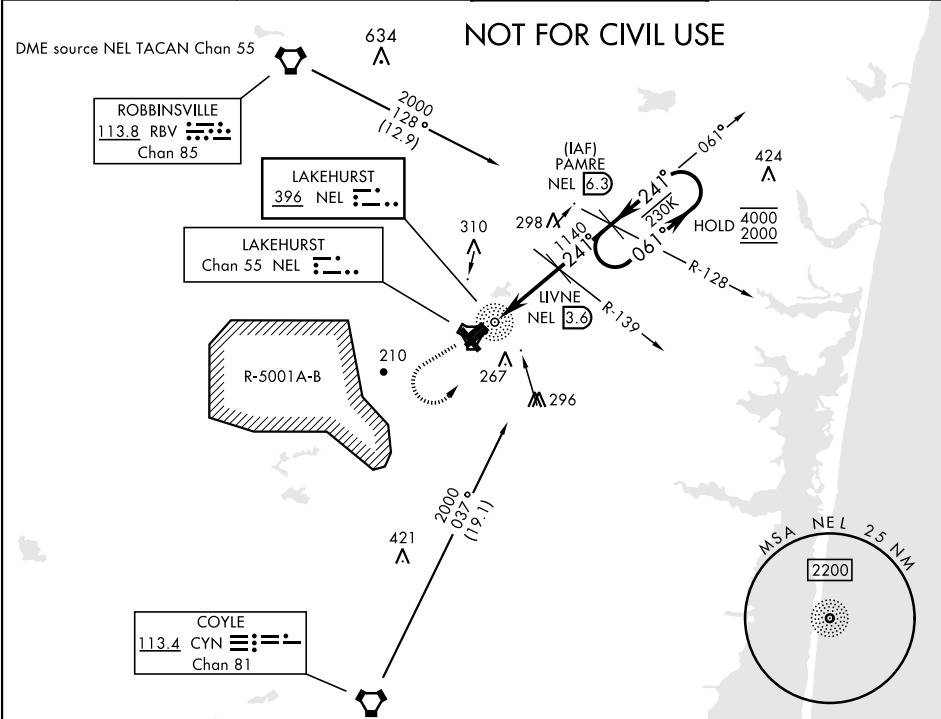 NOT FOR CIVIL USE
DME source NEL TACAN Chan 55
634
ROBBINSVILLE
113.8 RBV
Chan 85
2000
128°
(12.9)
LAKEHURST
396 NEL
LAKEHURST
Chan 55 NEL
310
298
(IAF)
PAMRE
NEL 6.3
061°
241°
230K
061°
424
HOLD 4000
2000
1140
241°
R-128
LIVNE
NEL 3.6
R-139
R-5001A-B
210
267
296
2000
037°
(19.1)
421
COYLE
113.4 CYN
Chan 81
MSA NEL 25 NM
2200